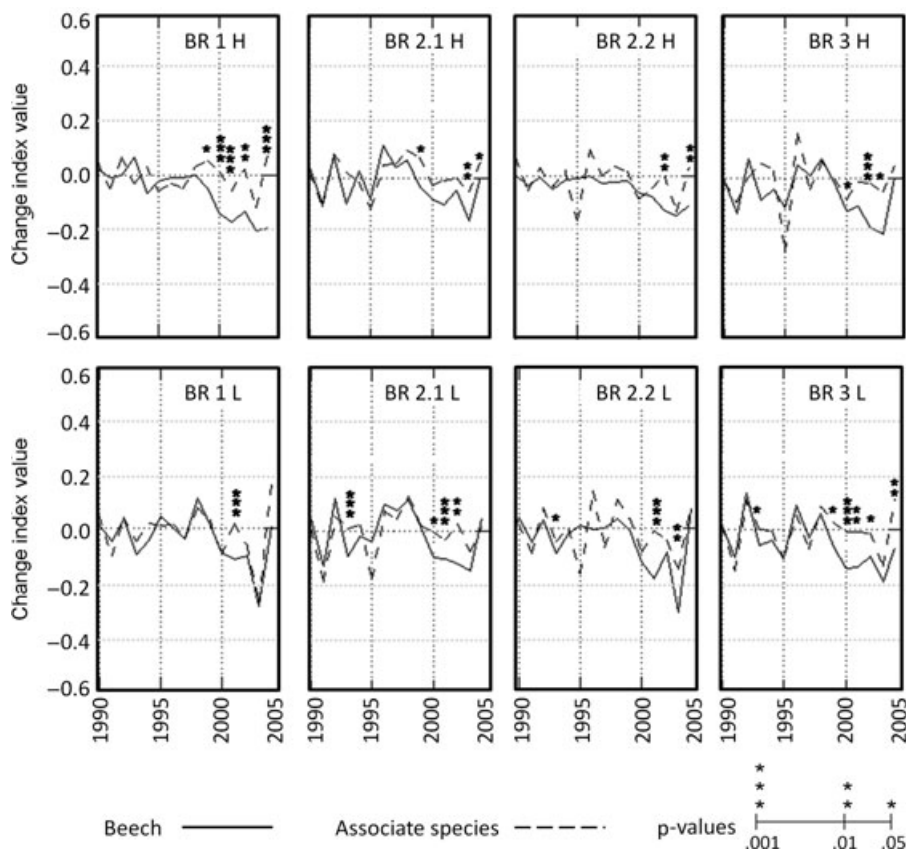 0.6
0.4
0.2
0.0
−0.2
−0.4
−0.6
Change index value
BR 1 H
BR 2.1 H
BR 2.2 H
BR 3 H
0.6
0.4
0.2
0.0
−0.2
−0.4
−0.6
Change index value
BR 1 L
BR 2.1 L
BR 2.2 L
BR 3 L
1990 1995 2000 2005
1990 1995 2000 2005
1990 1995 2000 2005
1990 1995 2000 2005
Beech
Associate species
p-values
* * *
* *
*
.001 .01 .05